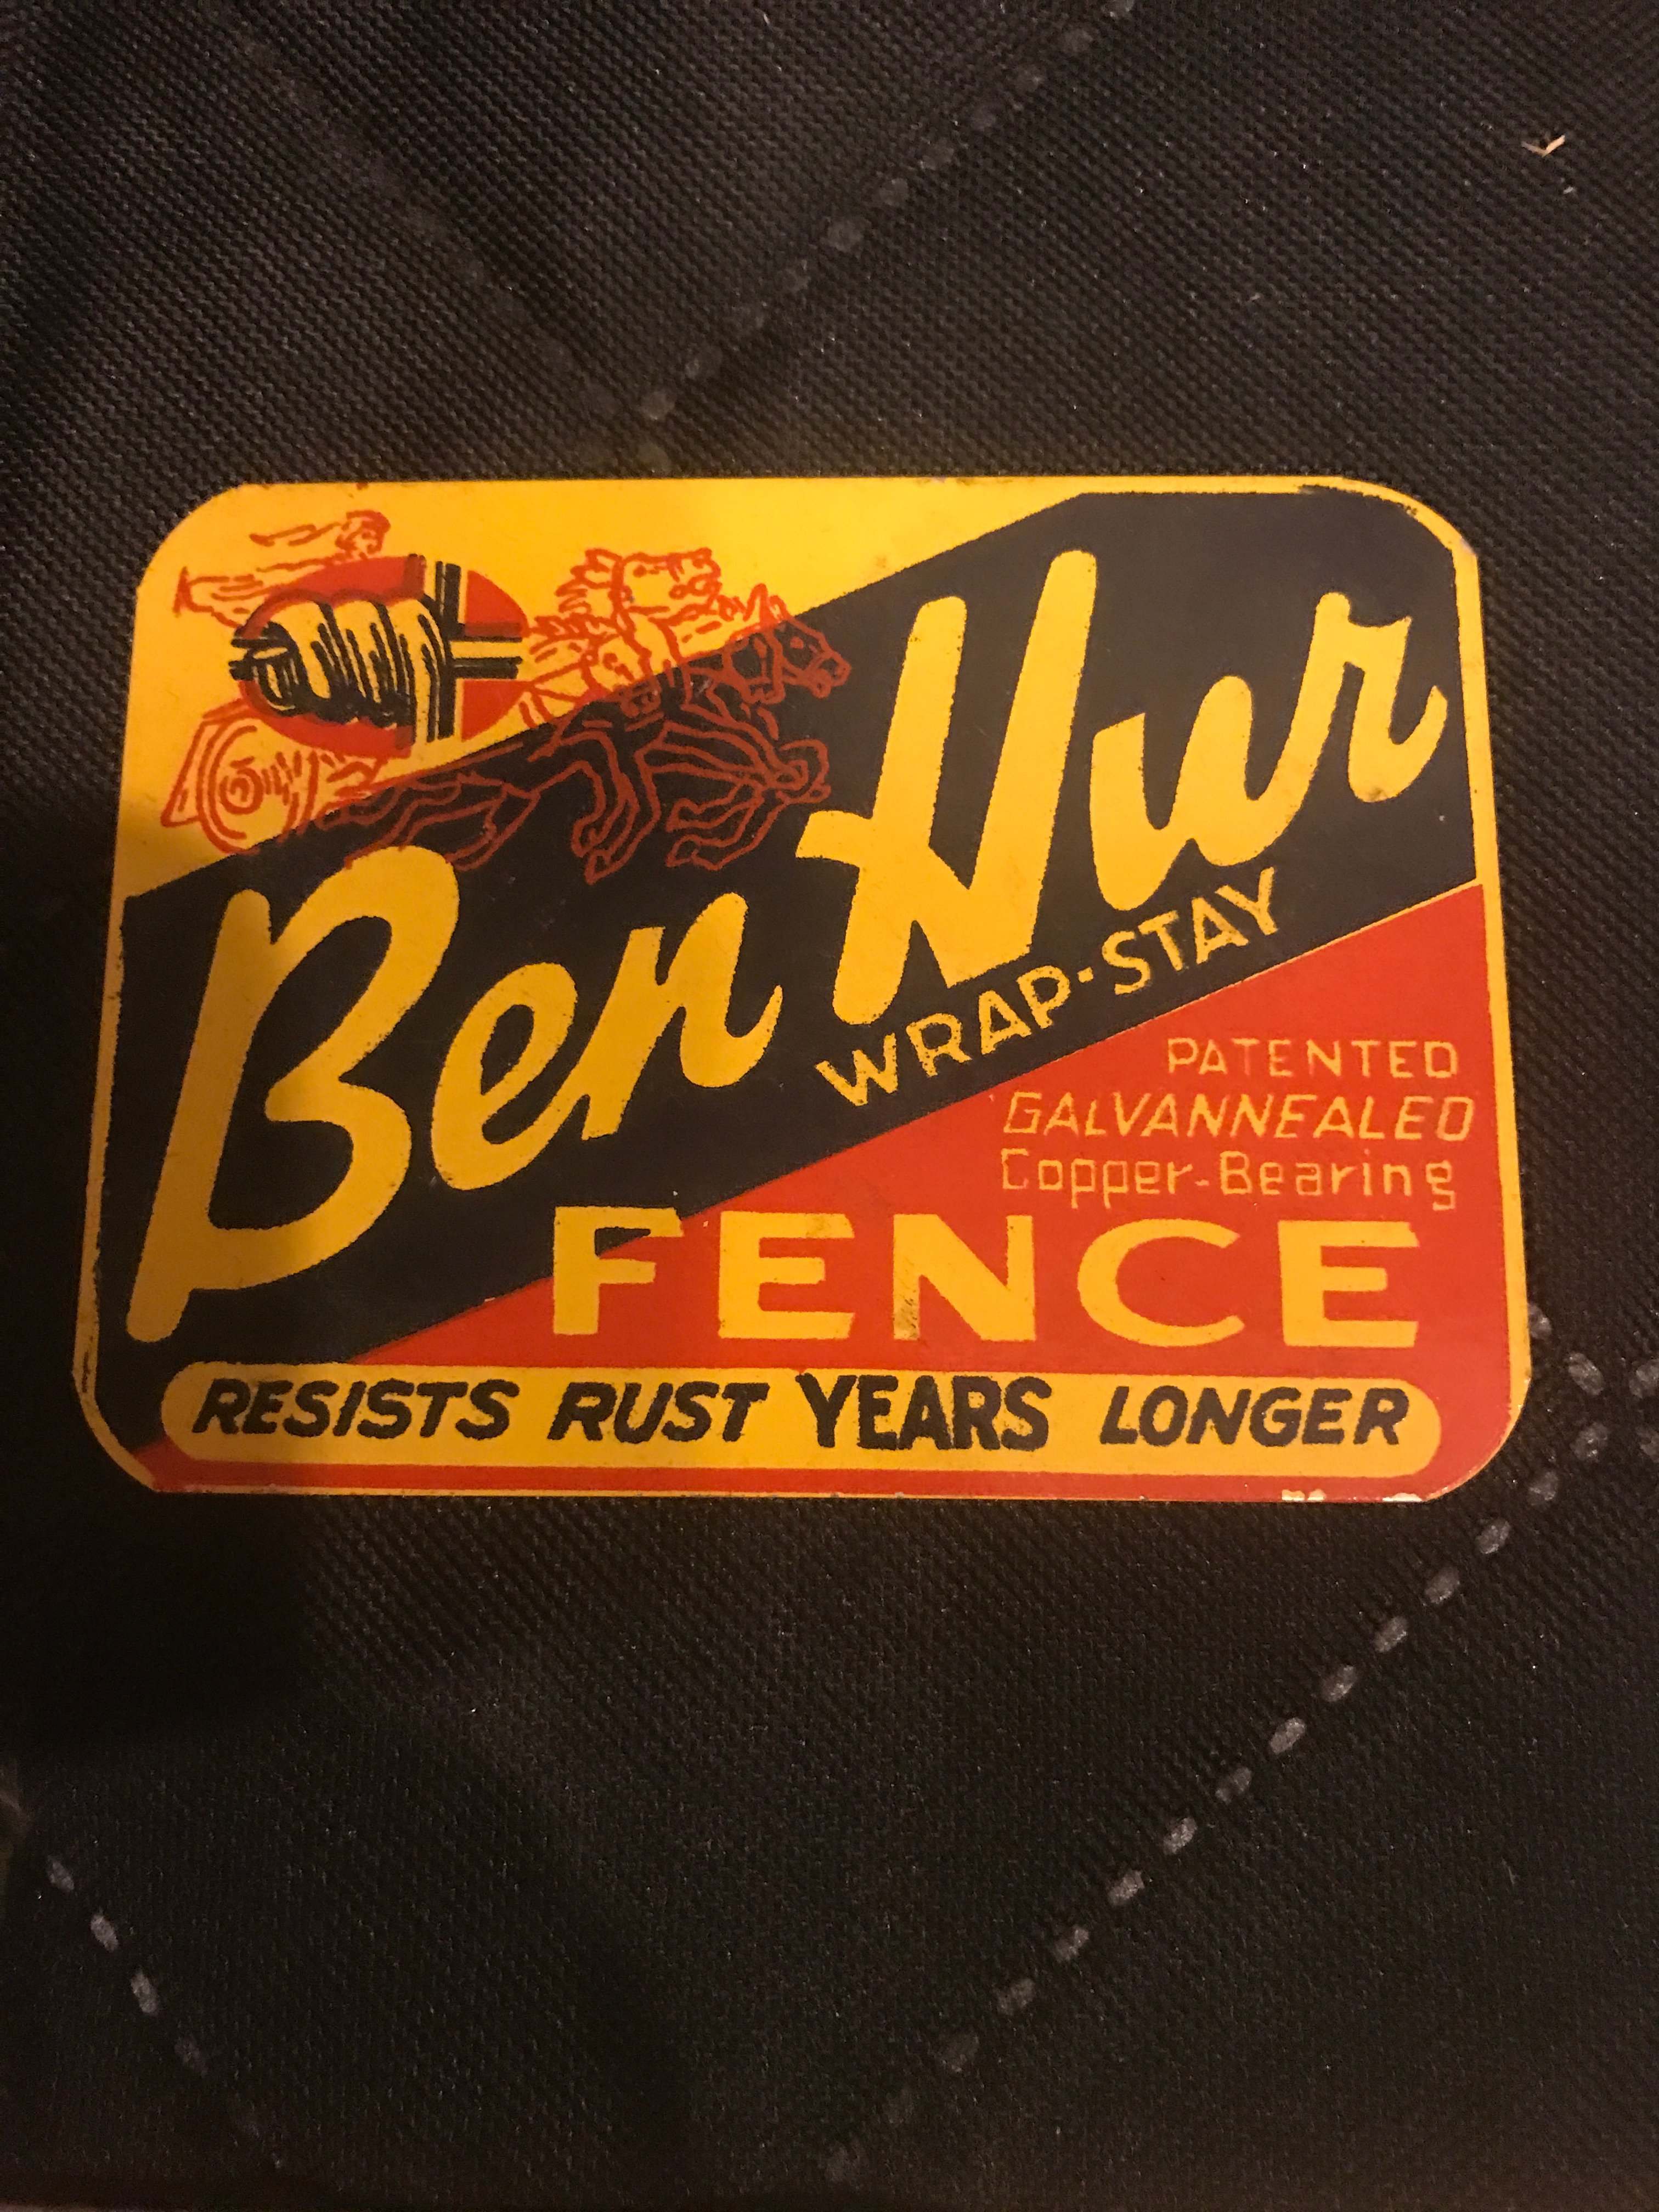 Ben Hur
WRAP-STAY
PATENTED
GALVANNEALED
Copper-Bearing
FENCE
RESISTS RUST YEARS LONGER